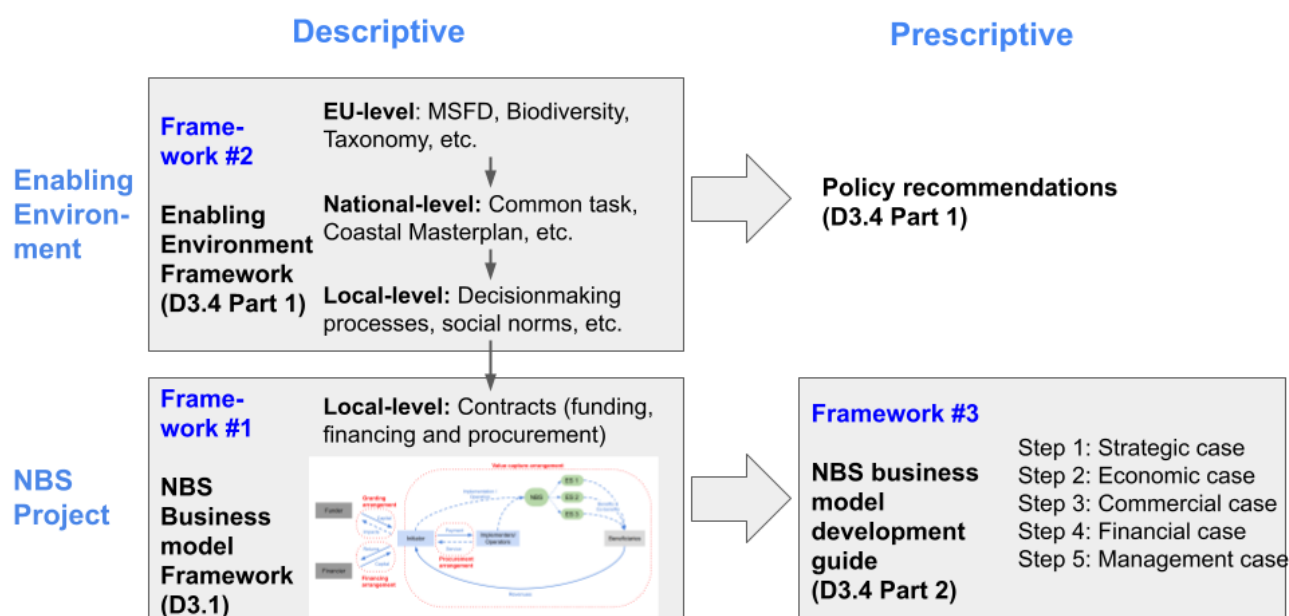 Descriptive
Prescriptive
Enabling
Environ-
ment
Frame-
work #2
Enabling
Environment
Framework
(D3.4 Part 1)
EU-level: MSFD, Biodiversity,
Taxonomy, etc.
National-level: Common task,
Coastal Masterplan, etc.
Local-level: Decisionmaking
processes, social norms, etc.
Policy recommendations
(D3.4 Part 1)
NBS
Project
Frame-
work #1
NBS
Business
model
Framework
(D3.1)
Local-level: Contracts (funding,
financing and procurement)
Value capture arrangement
Granting
arrangement
Funder
Financier
Financing
arrangement
Capital
Initiator
Payment
Service
Procurement
arrangement
Implementers/
Operators
NBS
ES 1
ES 2
ES 3
Beneficiaries
Revenues
Framework #3
NBS business
model
development
guide
(D3.4 Part 2)
Step 1: Strategic case
Step 2: Economic case
Step 3: Commercial case
Step 4: Financial case
Step 5: Management case